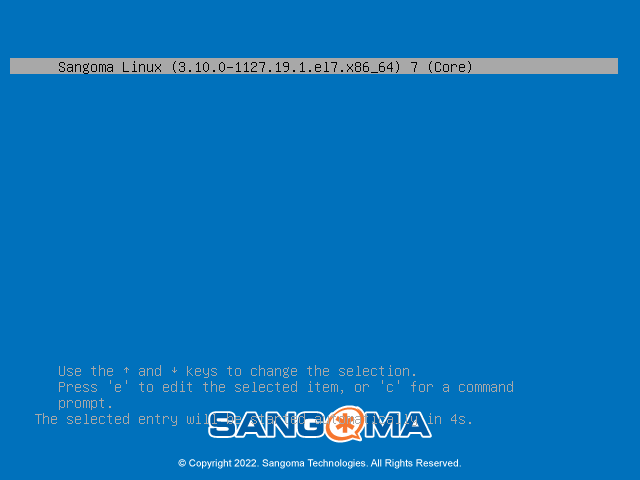 Sangoma Linux (3.10.0-1127.19.1.el7.x86_64) 7 (Core)
Use the ↑ and ↓ keys to change the selection.
Press 'e' to edit the selected item, or 'c' for a command
prompt.
The selected entry will be started automatically in 4s.
SANGOMA
© Copyright 2022. Sangoma Technologies. All Rights Reserved.